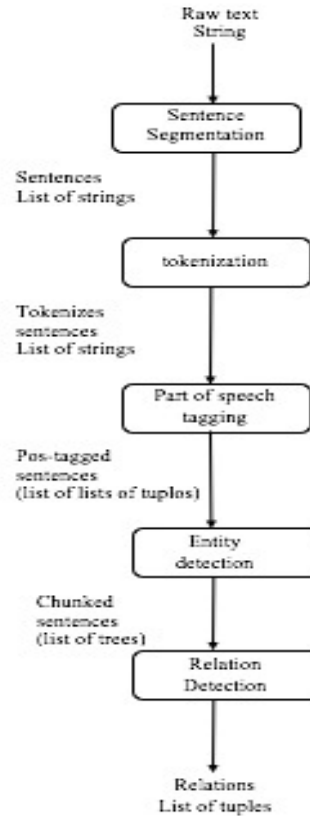 Raw text
String
Sentence
Segmentation
Sentences
List of strings
tokenization
Tokenizes
sentences
List of strings
Part of speech
tagging
Pos-tagged
sentences
(list of lists of tuplos)
Entity
detection
Chunked
sentences
(list of trees)
Relation
Detection
Relations
List of tuples